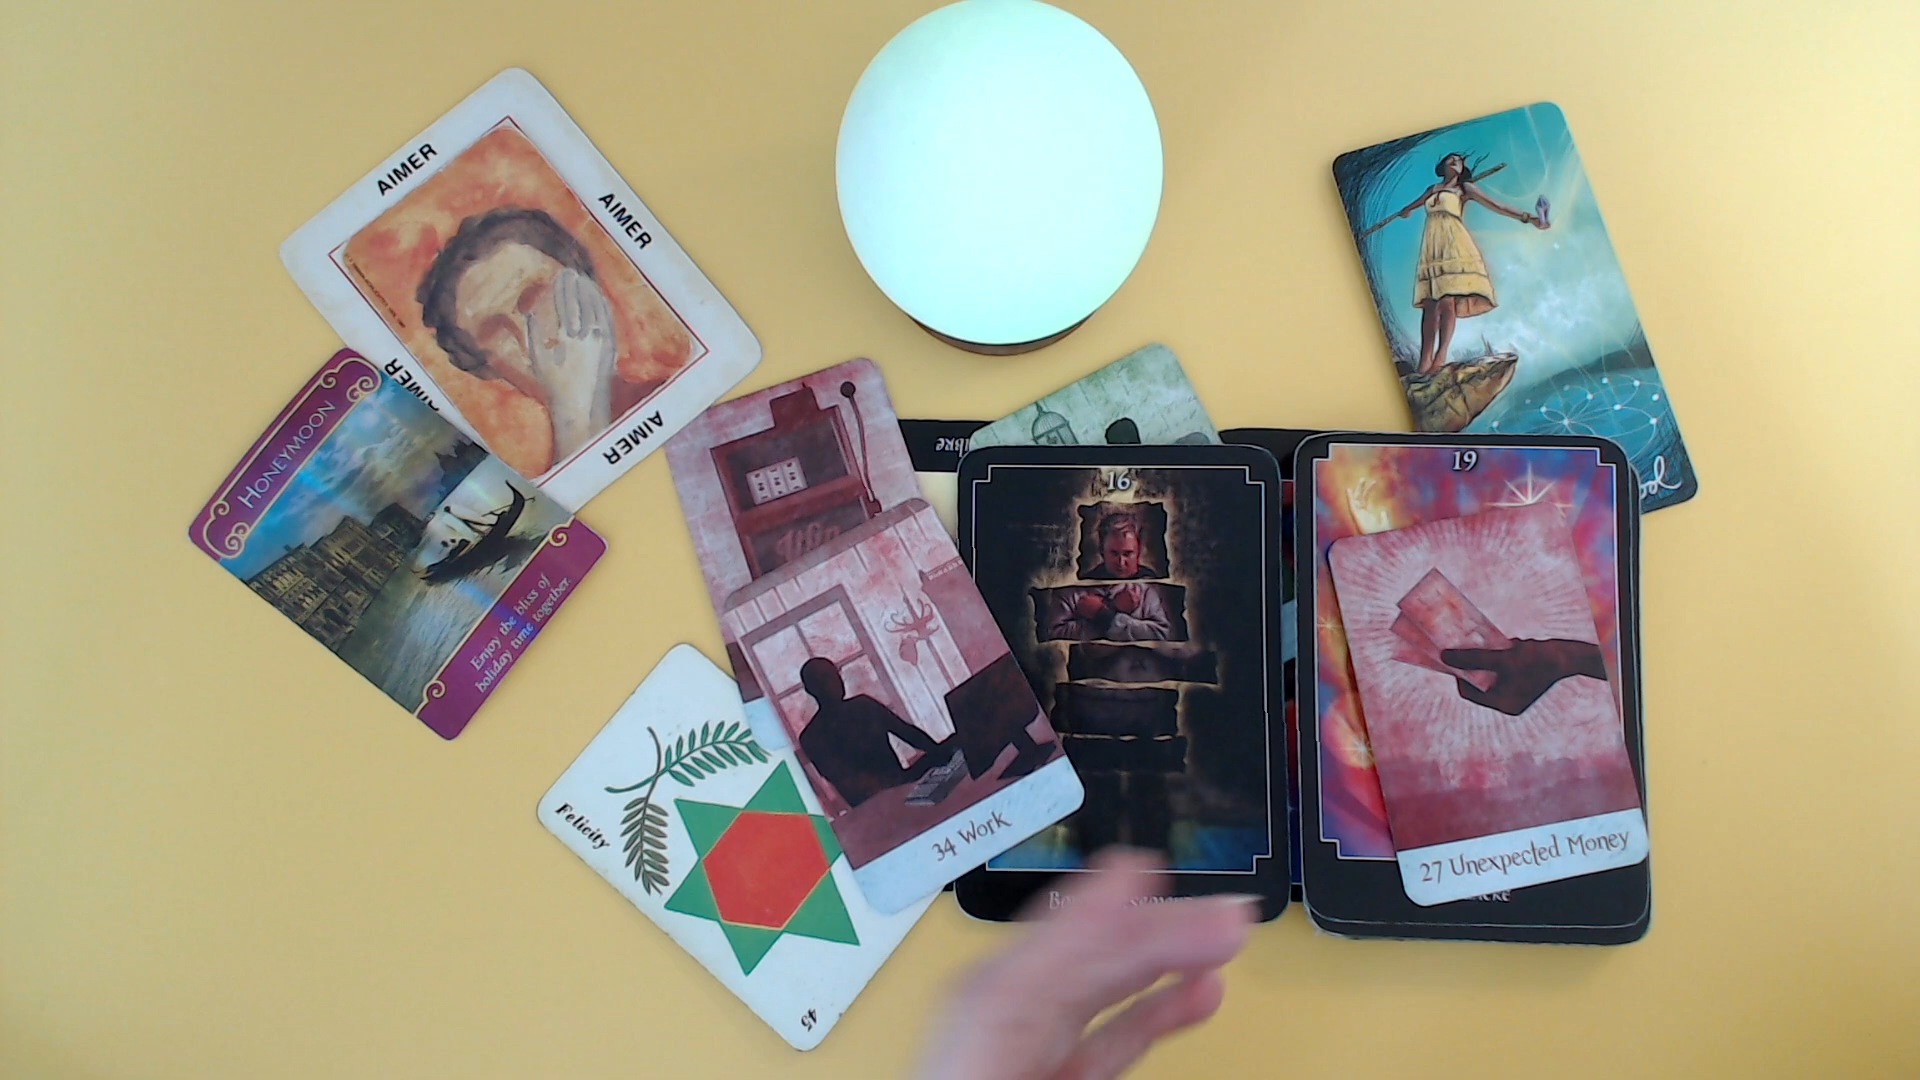 AIMER
AIMER
AIMER
AIMER
HONEYMOON
Enjoy the bliss of
holiday time together.
Felicity
45
Win
34 Work
16
19
27 Unexpected Money